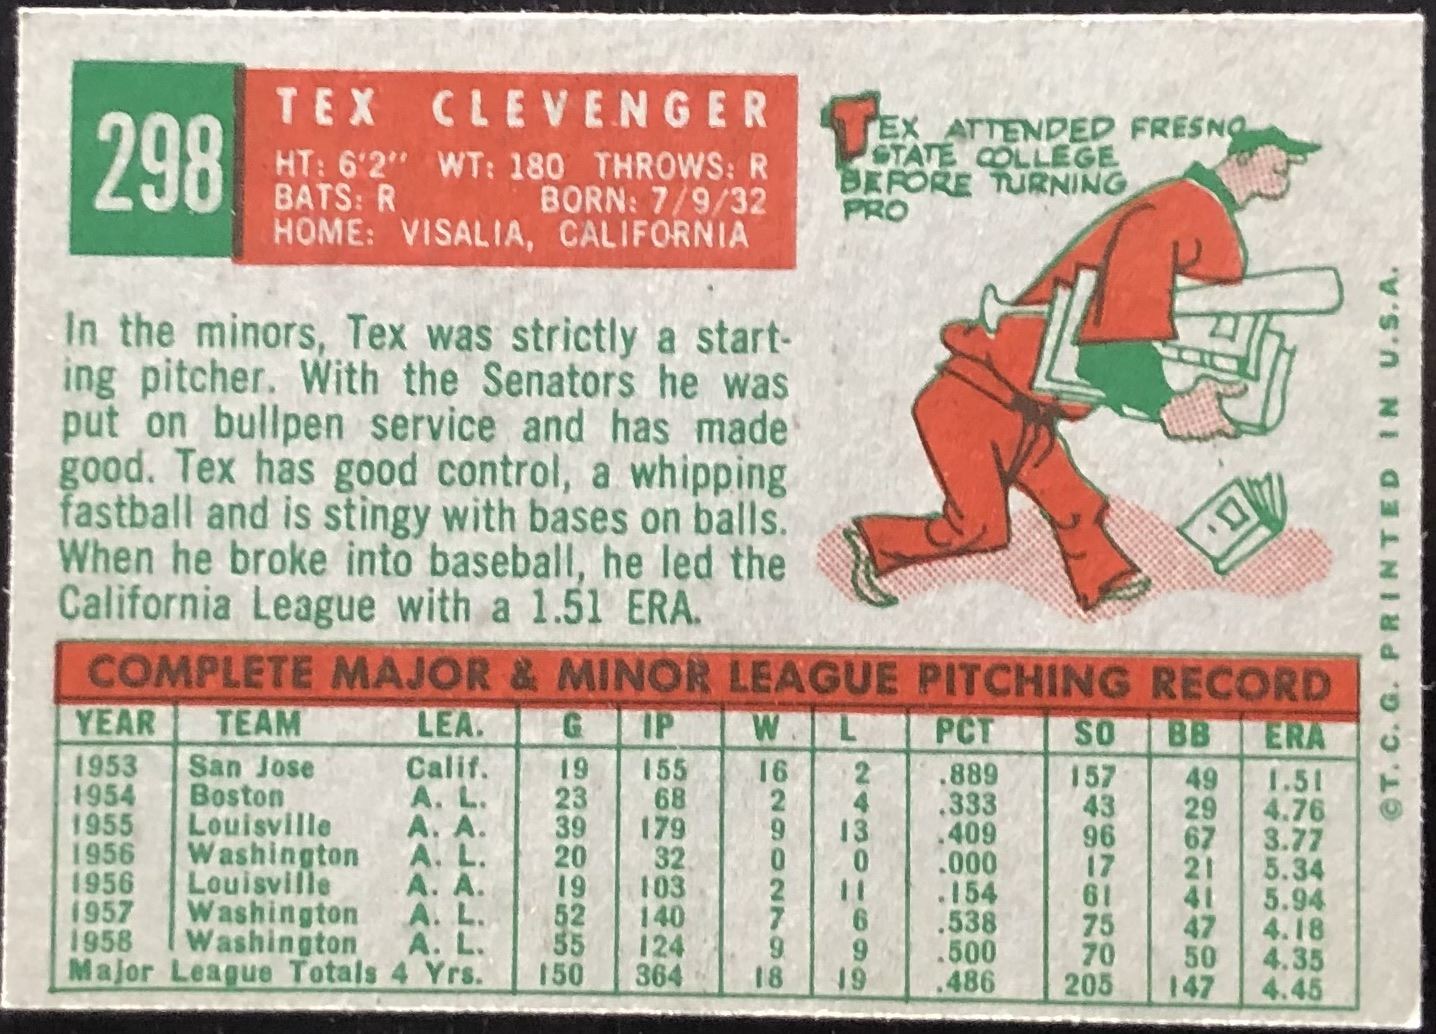 298
TEX CLEVENGER
HT: 6'2" WT: 180 THROWS: R
BATS: R BORN: 7/9/32
HOME: VISALIA, CALIFORNIA
TEX ATTENDED FRESNO
STATE COLLEGE
BEFORE TURNING
PRO
In the minors, Tex was strictly a start-
ing pitcher. With the Senators he was
put on bullpen service and has made
good. Tex has good control, a whipping
fastball and is stingy with bases on balls.
When he broke into baseball, he led the
California League with a 1.51 ERA.
COMPLETE MAJOR & MINOR LEAGUE PITCHING RECORD
YEAR TEAM LEA. G IP W L PCT SO BB ERA
1953 San Jose Calif. 19 155 16 2 .889 157 49 1.51
1954 Boston A. L. 23 68 2 4 .333 43 29 4.76
1955 Louisville A. A. 39 179 9 13 .409 96 67 3.77
1956 Washington A. L. 20 32 0 0 .000 17 21 5.34
1956 Louisville A. A. 19 103 2 11 .154 61 41 5.94
1957 Washington A. L. 52 140 7 6 .538 75 47 4.18
1958 Washington A. L. 55 124 9 9 .500 70 50 4.35
Major League Totals 4 Yrs. 150 364 18 19 .486 205 147 4.45
©T.C.G. PRINTED IN U.S.A.